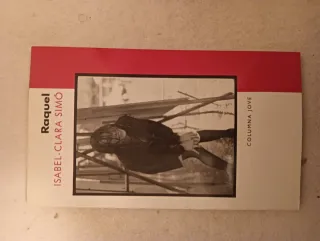 Raquel
ISABEL-CLARA SIMÓ
COLUMNA JOVE